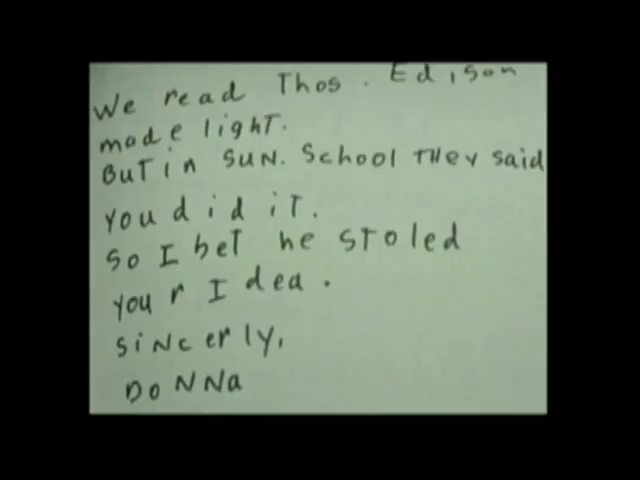 We read Thos. Edison
made light.
But in SUN. School THey said
you did it.
So I bet he SToled
your Idea.
SiNcerly,
DoNNa